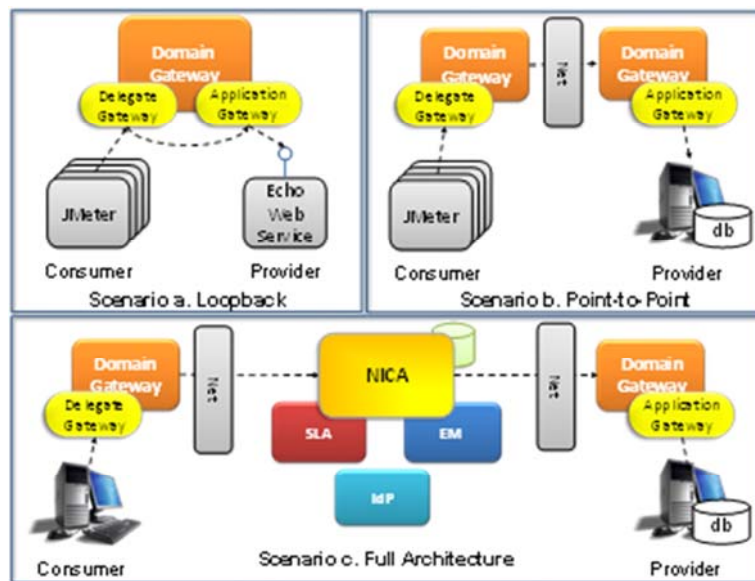 Domain
Gateway
Delegate
Gateway
Application
Gateway
JMeter
Echo
Web
Service
Consumer
Provider
Scenario a. Loopback
Domain
Gateway
Net
Domain
Gateway
Delegate
Gateway
Application
Gateway
JMeter
db
Consumer
Provider
Scenario b. Point-to-Point
Domain
Gateway
Delegate
Gateway
Net
NICA
SLA
EM
IdP
Net
Domain
Gateway
Application
Gateway
db
Consumer
Scenario c. Full Architecture
Provider